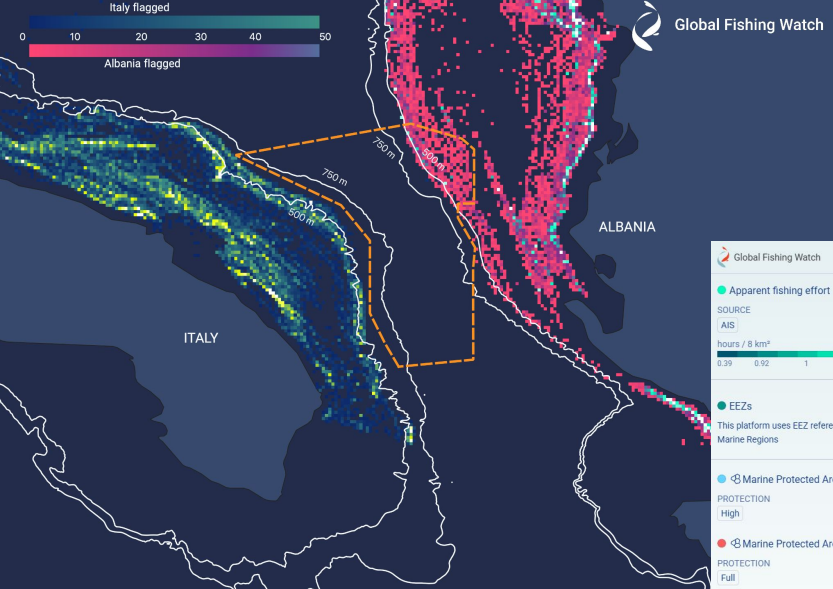 Italy flagged
0 10 20 30 40 50
Albania flagged
Global Fishing Watch
750 m
750 m
500 m
500 m
ALBANIA
ITALY
Global Fishing Watch
Apparent fishing effort
SOURCE
AIS
hours / 8 km²
0.39 0.92 1
EEZs
This platform uses EEZ refere
Marine Regions
Marine Protected Ar
PROTECTION
High
Marine Protected Ar
PROTECTION
Full